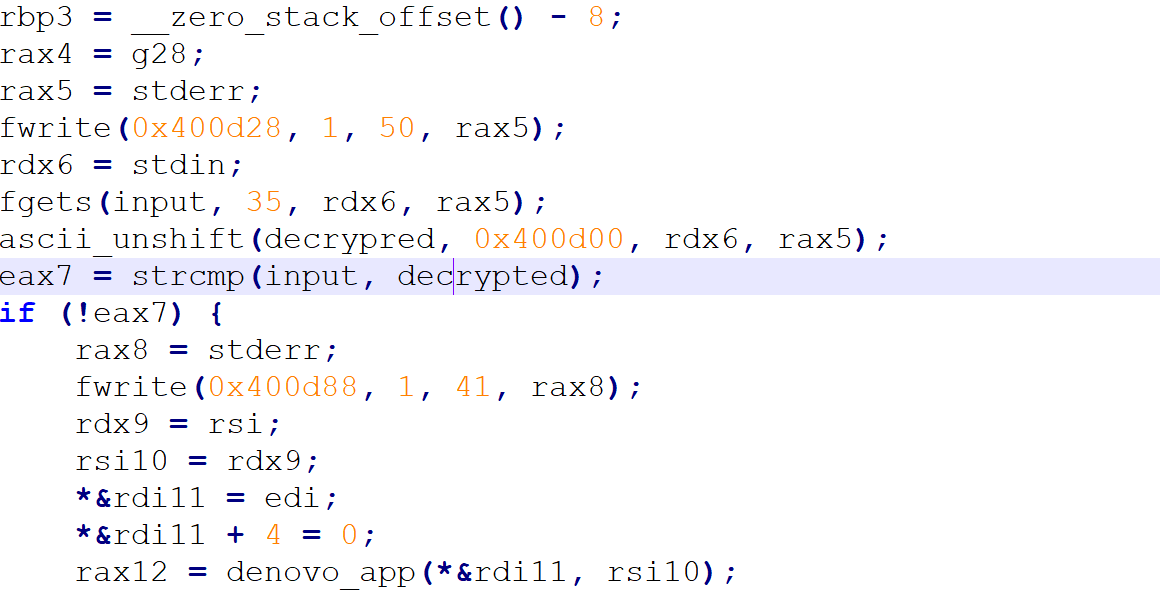 rbp3 = __zero_stack_offset() - 8;
rax4 = g28;
rax5 = stderr;
fwrite(0x400d28, 1, 50, rax5);
rdx6 = stdin;
fgets(input, 35, rdx6, rax5);
ascii_unshift(decrypred, 0x400d00, rdx6, rax5);
eax7 = strcmp(input, decrypted);
if (!eax7) {
    rax8 = stderr;
    fwrite(0x400d88, 1, 41, rax8);
    rdx9 = rsi;
    rsi10 = rdx9;
    *&rdi11 = edi;
    *&rdi11 + 4 = 0;
    rax12 = denovo_app(*&rdi11, rsi10);